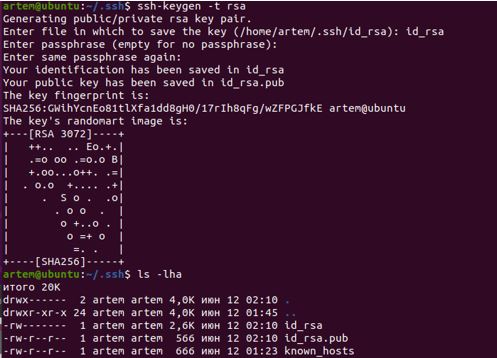 artem@ubuntu:~/.ssh$ ssh-keygen -t rsa
Generating public/private rsa key pair.
Enter file in which to save the key (/home/artem/.ssh/id_rsa): id_rsa
Enter passphrase (empty for no passphrase):
Enter same passphrase again:
Your identification has been saved in id_rsa
Your public key has been saved in id_rsa.pub
The key fingerprint is:
SHA256:GWihYcnEo81tlXfa1dd8gH0/17rIh8qFg/wZFPGJfkE artem@ubuntu
The key's randomart image is:
+---[RSA 3072]----+
|   ++..  .. Eo.+.|
|   .=o oo .=o.o B|
|   +.oo...o++. .=|
|  . o.o  +.... .+|
|     .  S o .  .o|
|       . o o  .  |
|        o +..o . |
|         o =+ o  |
|          =. .   |
+----[SHA256]-----+
artem@ubuntu:~/.ssh$ ls -lha
итого 20K
drwx------  2 artem artem 4,0K июн 12 02:10 .
drwxr-xr-x 24 artem artem 4,0K июн 12 01:45 ..
-rw-------  1 artem artem 2,6K июн 12 02:10 id_rsa
-rw-r--r--  1 artem artem  566 июн 12 02:10 id_rsa.pub
-rw-r--r--  1 artem artem  666 июн 12 01:23 known_hosts